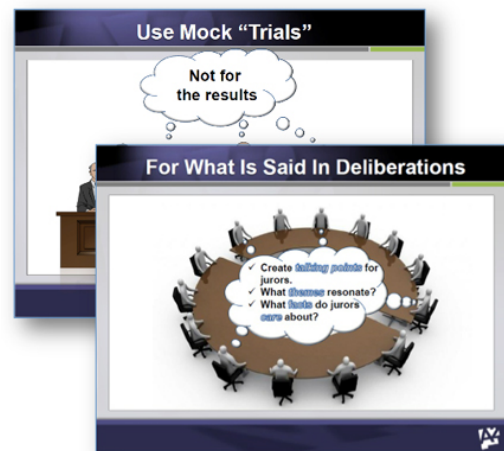 Use Mock “Trials”
Not for
the results
For What Is Said In Deliberations
✓ Create talking points for
jurors.
✓ What themes resonate?
✓ What facts do jurors
care about?